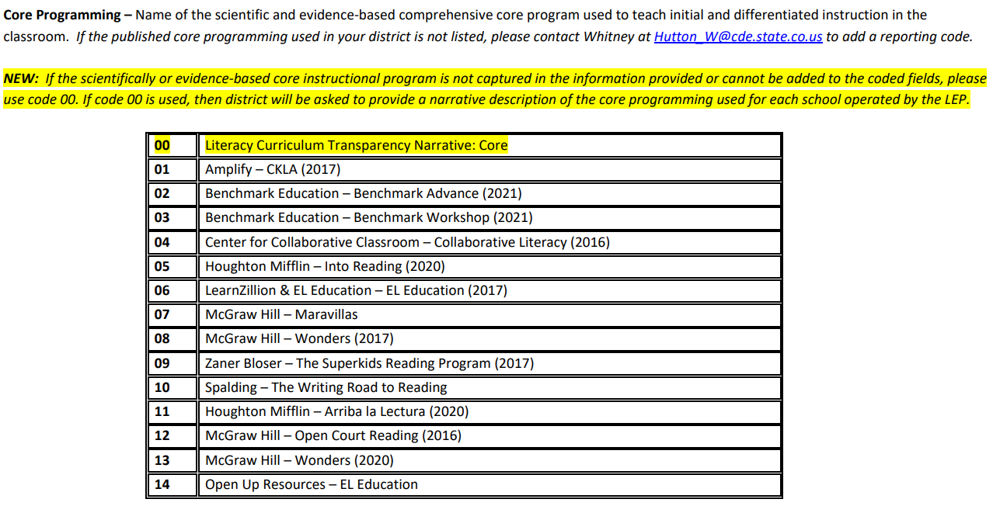 Core Programming – Name of the scientific and evidence-based comprehensive core program used to teach initial and differentiated instruction in the
classroom.  If the published core programming used in your district is not listed, please contact Whitney at Hutton_W@cde.state.co.us to add a reporting code.
NEW:  If the scientifically or evidence-based core instructional program is not captured in the information provided or cannot be added to the coded fields, please
use code 00. If code 00 is used, then district will be asked to provide a narrative description of the core programming used for each school operated by the LEP.
00 Literacy Curriculum Transparency Narrative: Core
01 Amplify – CKLA (2017)
02 Benchmark Education – Benchmark Advance (2021)
03 Benchmark Education – Benchmark Workshop (2021)
04 Center for Collaborative Classroom – Collaborative Literacy (2016)
05 Houghton Mifflin – Into Reading (2020)
06 LearnZillion & EL Education – EL Education (2017)
07 McGraw Hill – Maravillas
08 McGraw Hill – Wonders (2017)
09 Zaner Bloser – The Superkids Reading Program (2017)
10 Spalding – The Writing Road to Reading
11 Houghton Mifflin – Arriba la Lectura (2020)
12 McGraw Hill – Open Court Reading (2016)
13 McGraw Hill – Wonders (2020)
14 Open Up Resources – EL Education